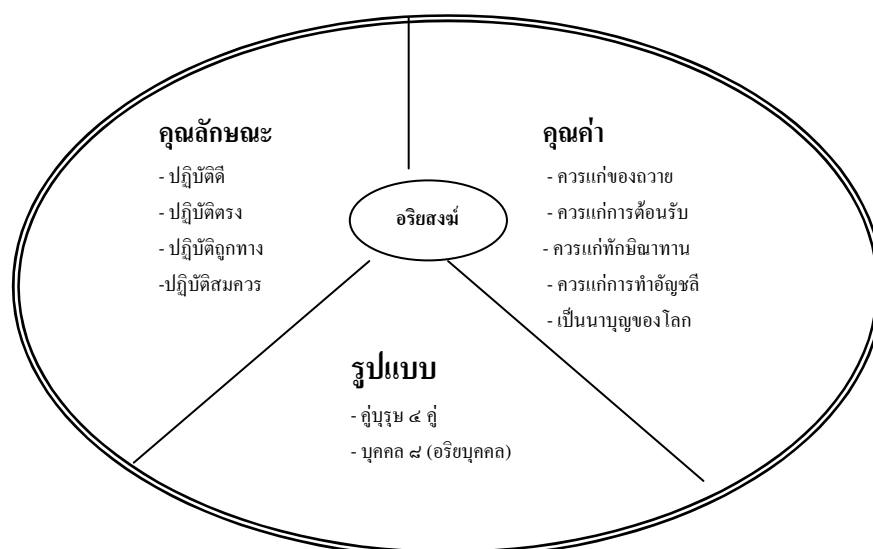 คุณลักษณะ
- ปฏิบัติดี
- ปฏิบัติตรง
- ปฏิบัติถูกทาง
-ปฏิบัติสมควร
คุณค่า
- ควรแก่ของถวาย
- ควรแก่การต้อนรับ
- ควรแก่ทักษิณาทาน
- ควรแก่การทำอัญชลี
- เป็นนาบุญของโลก
อริยสงฆ์
รูปแบบ
- คู่บุรุษ ๔ คู่
- บุคคล ๘ (อริยบุคคล)